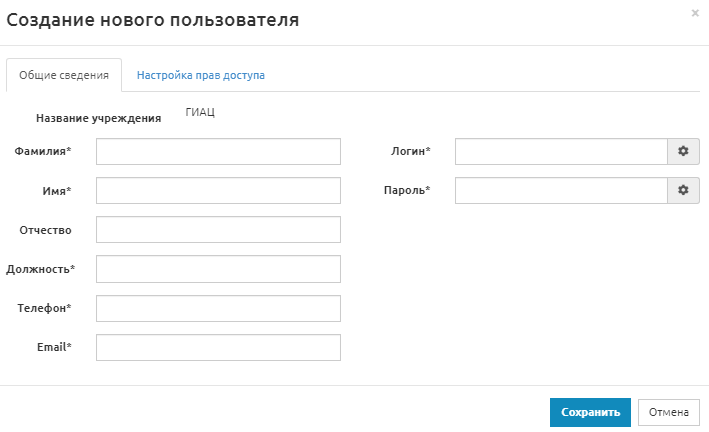 Создание нового пользователя
×
Общие сведения
Настройка прав доступа
Название учреждения ГИАЦ
Фамилия*
Логин*
Имя*
Пароль*
Отчество
Должность*
Телефон*
Email*
Сохранить
Отмена